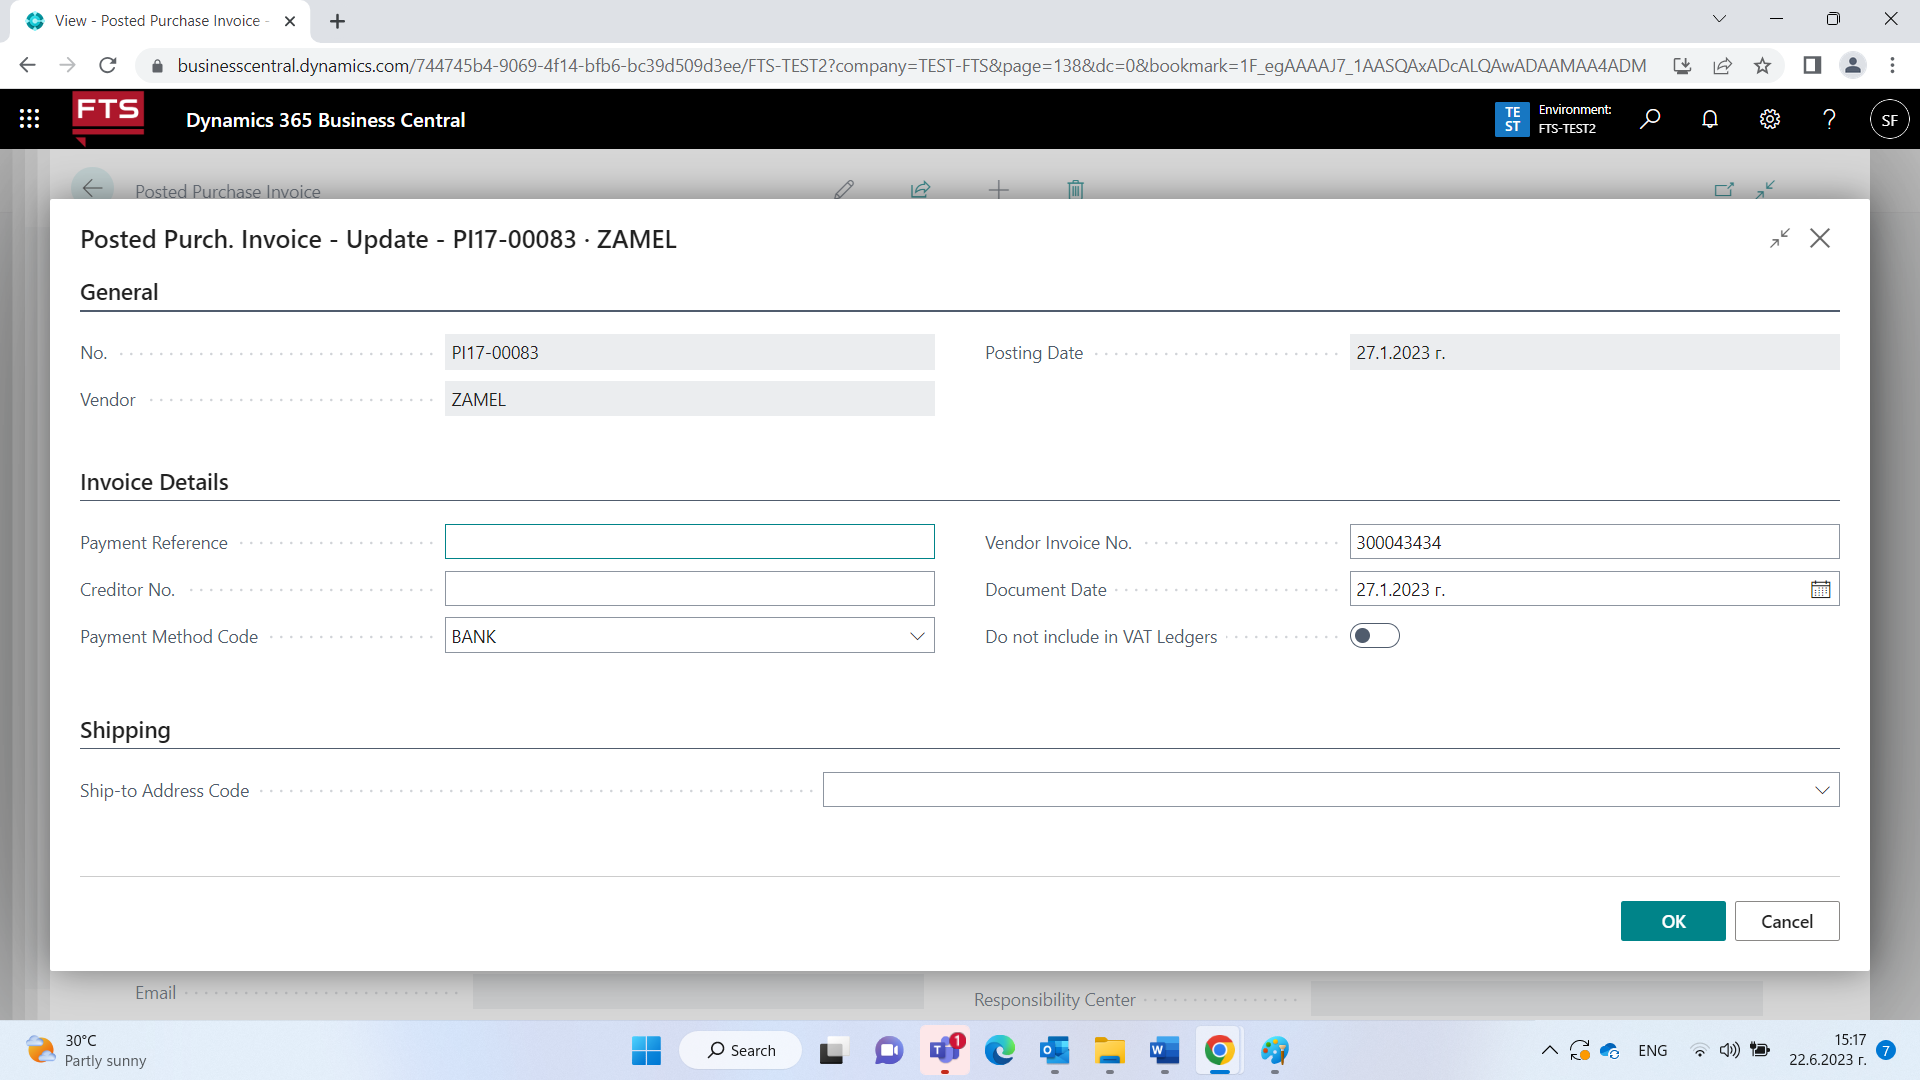 View - Posted Purchase Invoice -
businesscentral.dynamics.com/744745b4-9069-4f14-bfb6-bc39d509d3ee/FTS-TEST2?company=TEST-FTS&page=138&dc=0&bookmark=1F_egAAAAJ7_1AASQAxADcALQAwADAAMAA4ADM
FTS
Dynamics 365 Business Central
TE
ST
Environment:
FTS-TEST2
SF
Posted Purchase Invoice
Posted Purch. Invoice - Update - PI17-00083 · ZAMEL
General
No. PI17-00083
Posting Date 27.1.2023 г.
Vendor ZAMEL
Invoice Details
Payment Reference
Vendor Invoice No. 300043434
Creditor No.
Document Date 27.1.2023 г.
Payment Method Code BANK
Do not include in VAT Ledgers
Shipping
Ship-to Address Code
OK
Cancel
Email
Responsibility Center
30°C
Partly sunny
Search
1
ENG
15:17
22.6.2023 г.
7